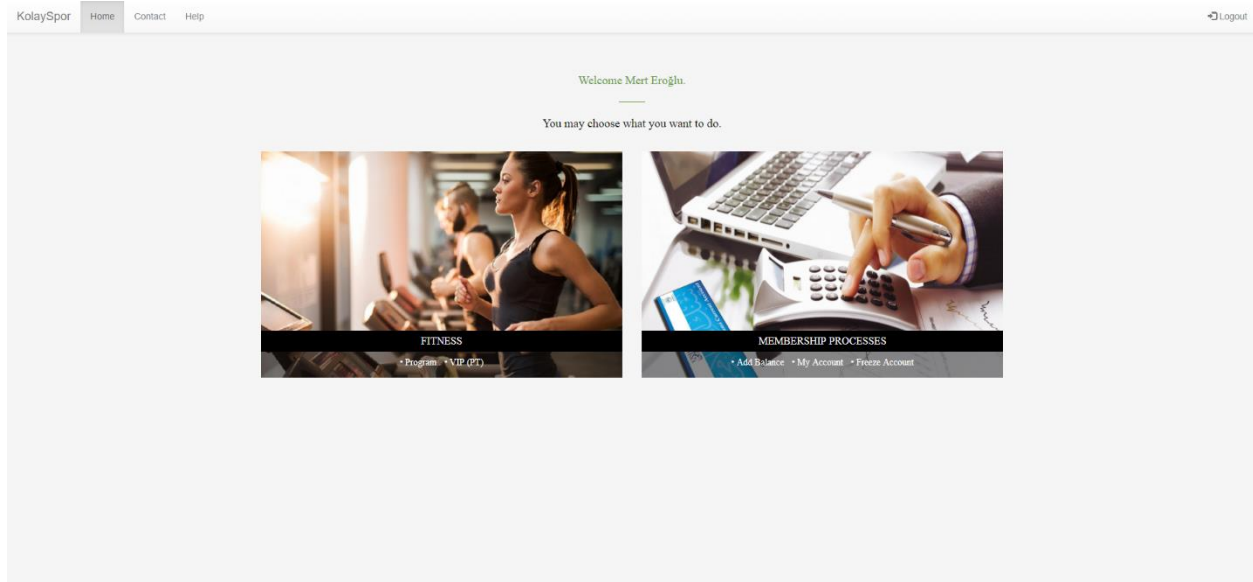 KolaySpor Home Contact Help Logout
Welcome Mert Eroğlu.
You may choose what you want to do.
FITNESS
• Program • VIP (PT)
MEMBERSHIP PROCESSES
• Add Balance • My Account • Freeze Account